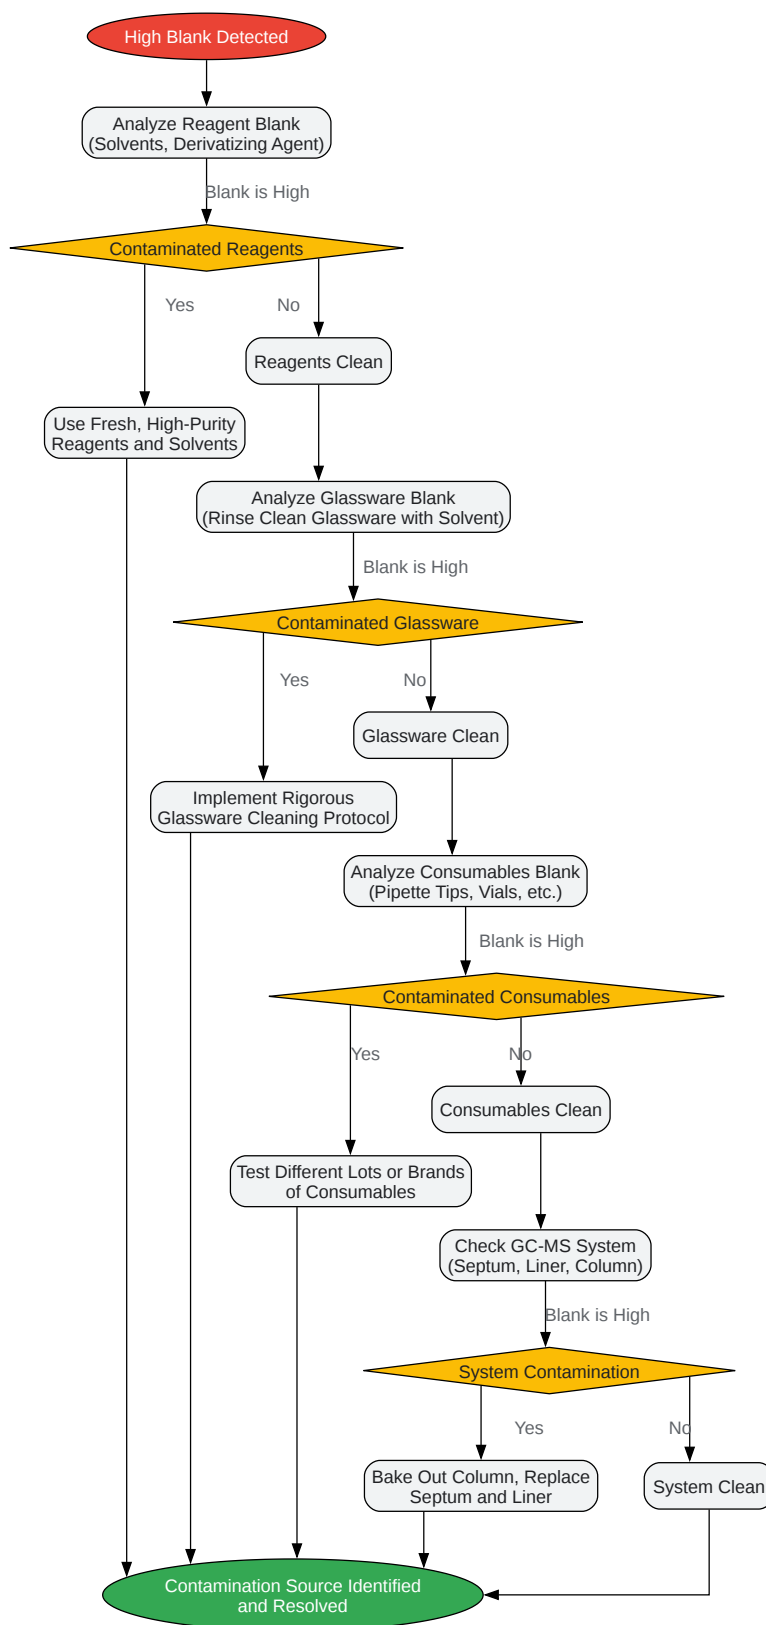 High Blank Detected
Analyze Reagent Blank
(Solvents, Derivatizing Agent)
Blank is High
Contaminated Reagents
Yes
No
Reagents Clean
Use Fresh, High-Purity
Reagents and Solvents
Analyze Glassware Blank
(Rinse Clean Glassware with Solvent)
Blank is High
Contaminated Glassware
Yes
No
Glassware Clean
Implement Rigorous
Glassware Cleaning Protocol
Analyze Consumables Blank
(Pipette Tips, Vials, etc.)
Blank is High
Contaminated Consumables
Yes
No
Consumables Clean
Test Different Lots or Brands
of Consumables
Check GC-MS System
(Septum, Liner, Column)
Blank is High
System Contamination
Yes
No
Bake Out Column, Replace
Septum and Liner
System Clean
Contamination Source Identified
and Resolved